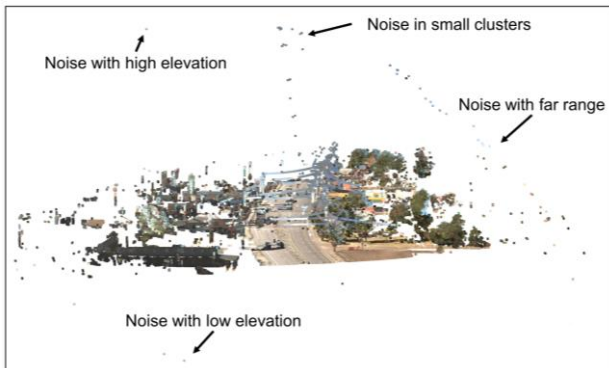 Noise in small clusters
Noise with high elevation
Noise with far range
Noise with low elevation